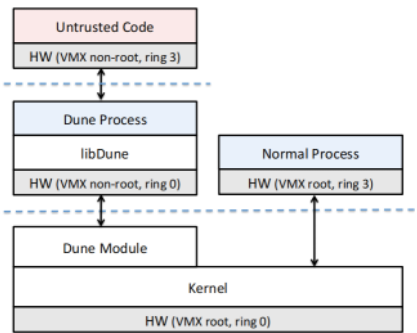 Untrusted Code
HW (VMX non-root, ring 3)
Dune Process
libDune
HW (VMX non-root, ring 0)
Normal Process
HW (VMX root, ring 3)
Dune Module
Kernel
HW (VMX root, ring 0)